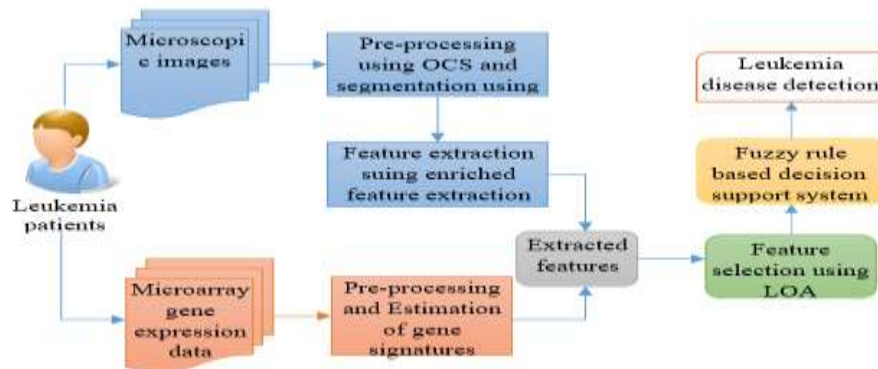 Microscopi
c images
Pre-processing
using OCS and
segmentation using
Leukemia
disease detection
Feature extraction
suing enriched
feature extraction
Fuzzy rule
based decision
support system
Leukemia
patients
Extracted
features
Feature
selection using
LOA
Microarray
gene
expression
data
Pre-processing
and Estimation
of gene
signatures